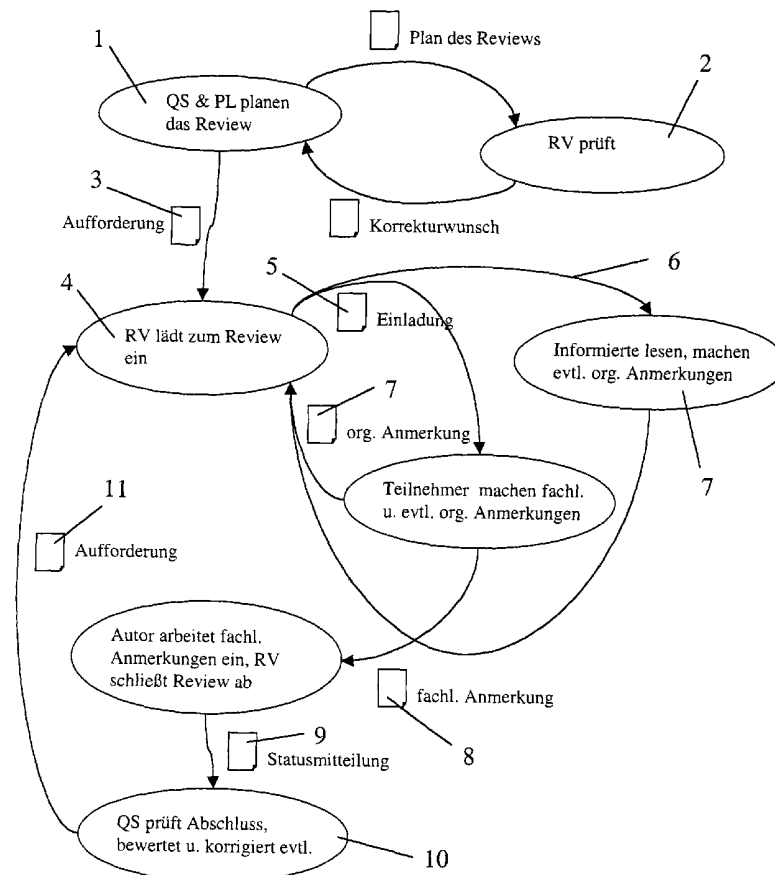 1
Plan des Reviews
2
QS & PL planen
das Review
RV prüft
3
Aufforderung
Korrekturwunsch
4
5
6
RV lädt zum Review
ein
Einladung
Informierte lesen, machen
evtl. org. Anmerkungen
7
org. Anmerkung
7
Teilnehmer machen fachl.
u. evtl. org. Anmerkungen
11
Aufforderung
Autor arbeitet fachl.
Anmerkungen ein, RV
schließt Review ab
fachl. Anmerkung
8
9
Statusmitteilung
QS prüft Abschluss,
bewertet u. korrigiert evtl.
10